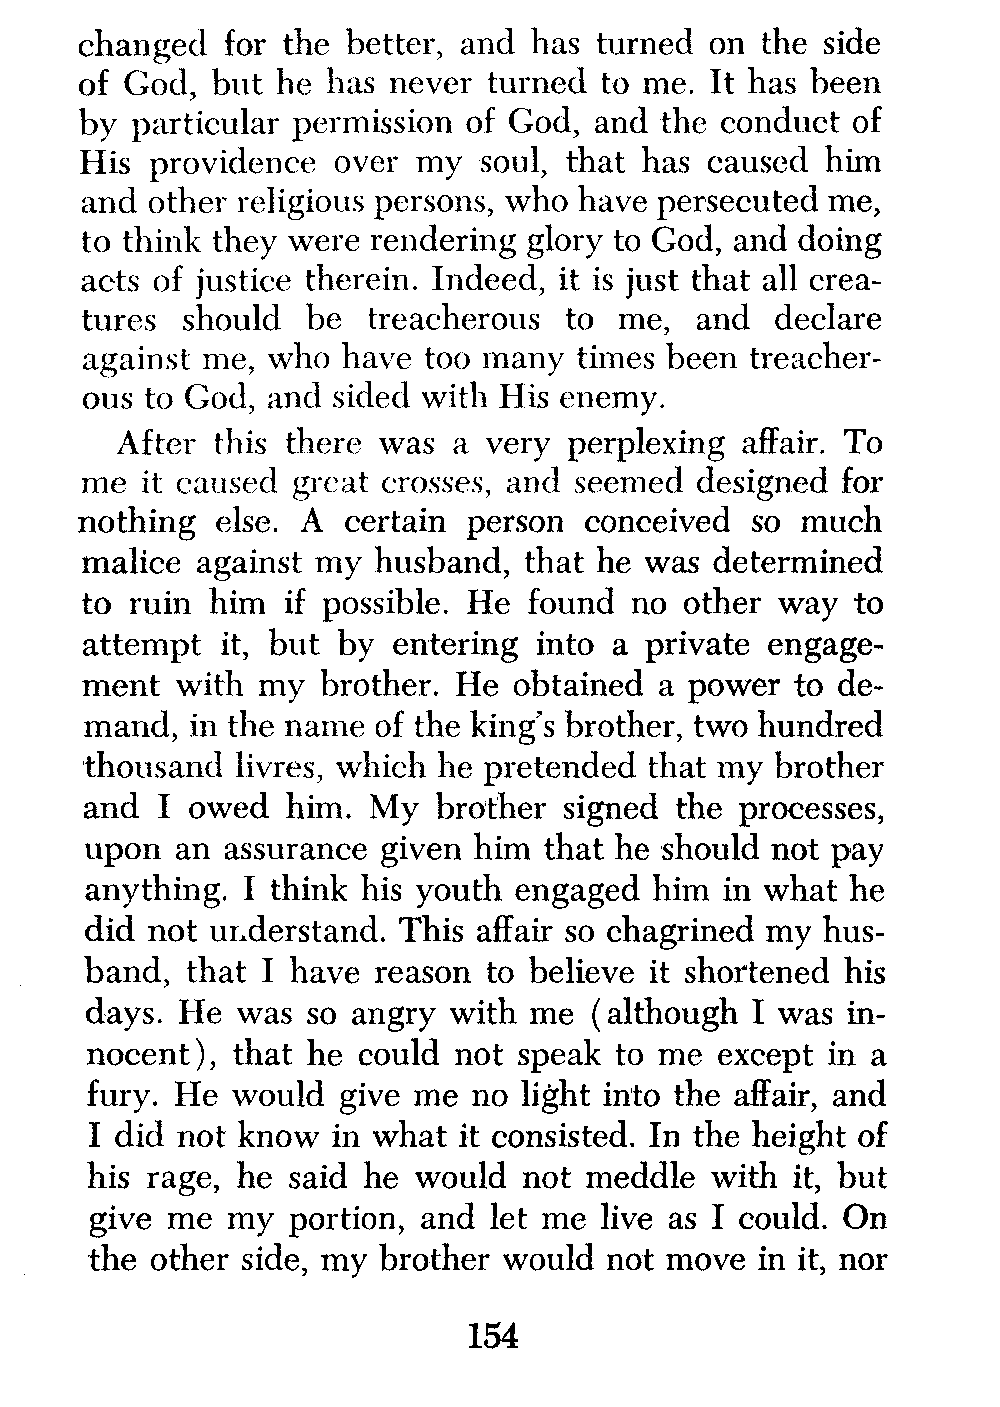 changed for the better, and has turned on the side
of God, but he has never turned to me. It has been
by particular permission of God, and the conduct of
His providence over my soul, that has caused him
and other religious persons, who have persecuted me,
to think they were rendering glory to God, and doing
acts of justice therein. Indeed, it is just that all crea-
tures should be treacherous to me, and declare
against me, who have too many times been treacher-
ous to God, and sided with His enemy.
After this there was a very perplexing affair. To
me it caused great crosses, and seemed designed for
nothing else. A certain person conceived so much
malice against my husband, that he was determined
to ruin him if possible. He found no other way to
attempt it, but by entering into a private engage-
ment with my brother. He obtained a power to de-
mand, in the name of the king's brother, two hundred
thousand livres, which he pretended that my brother
and I owed him. My brother signed the processes,
upon an assurance given him that he should not pay
anything. I think his youth engaged him in what he
did not understand. This affair so chagrined my hus-
band, that I have reason to believe it shortened his
days. He was so angry with me (although I was in-
nocent), that he could not speak to me except in a
fury. He would give me no light into the affair, and
I did not know in what it consisted. In the height of
his rage, he said he would not meddle with it, but
give me my portion, and let me live as I could. On
the other side, my brother would not move in it, nor
154